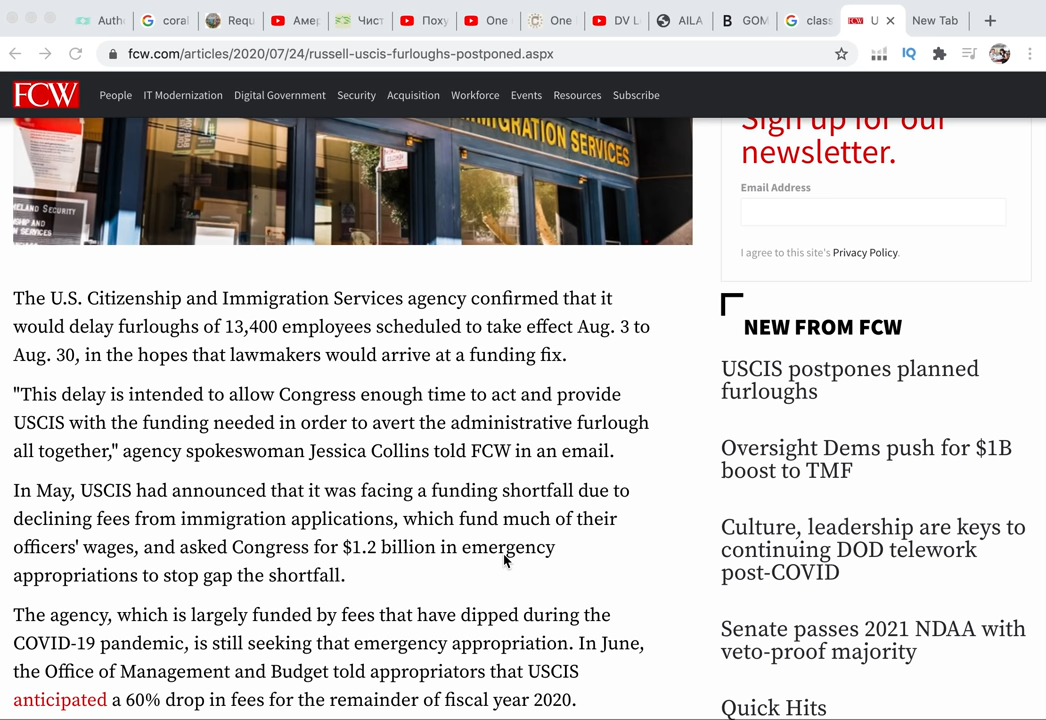 Auth
coral
Requ
Амер
Чист
Поху
One
One
DV L
AILA
B GOM
class
FCW U
New Tab
fcw.com/articles/2020/07/24/russell-uscis-furloughs-postponed.aspx
IQ
FCW People IT Modernization Digital Government Security Acquisition Workforce Events Resources Subscribe
MMIGRATION SERVICES
MELAND SECURITY
SHIP AND
N SERVICES
The U.S. Citizenship and Immigration Services agency confirmed that it
would delay furloughs of 13,400 employees scheduled to take effect Aug. 3 to
Aug. 30, in the hopes that lawmakers would arrive at a funding fix.
"This delay is intended to allow Congress enough time to act and provide
USCIS with the funding needed in order to avert the administrative furlough
all together," agency spokeswoman Jessica Collins told FCW in an email.
In May, USCIS had announced that it was facing a funding shortfall due to
declining fees from immigration applications, which fund much of their
officers' wages, and asked Congress for $1.2 billion in emergency
appropriations to stop gap the shortfall.
The agency, which is largely funded by fees that have dipped during the
COVID-19 pandemic, is still seeking that emergency appropriation. In June,
the Office of Management and Budget told appropriators that USCIS
anticipated a 60% drop in fees for the remainder of fiscal year 2020.
Sign up for our
newsletter.
Email Address
I agree to this site's Privacy Policy.
NEW FROM FCW
USCIS postpones planned
furloughs
Oversight Dems push for $1B
boost to TMF
Culture, leadership are keys to
continuing DOD telework
post-COVID
Senate passes 2021 NDAA with
veto-proof majority
Quick Hits